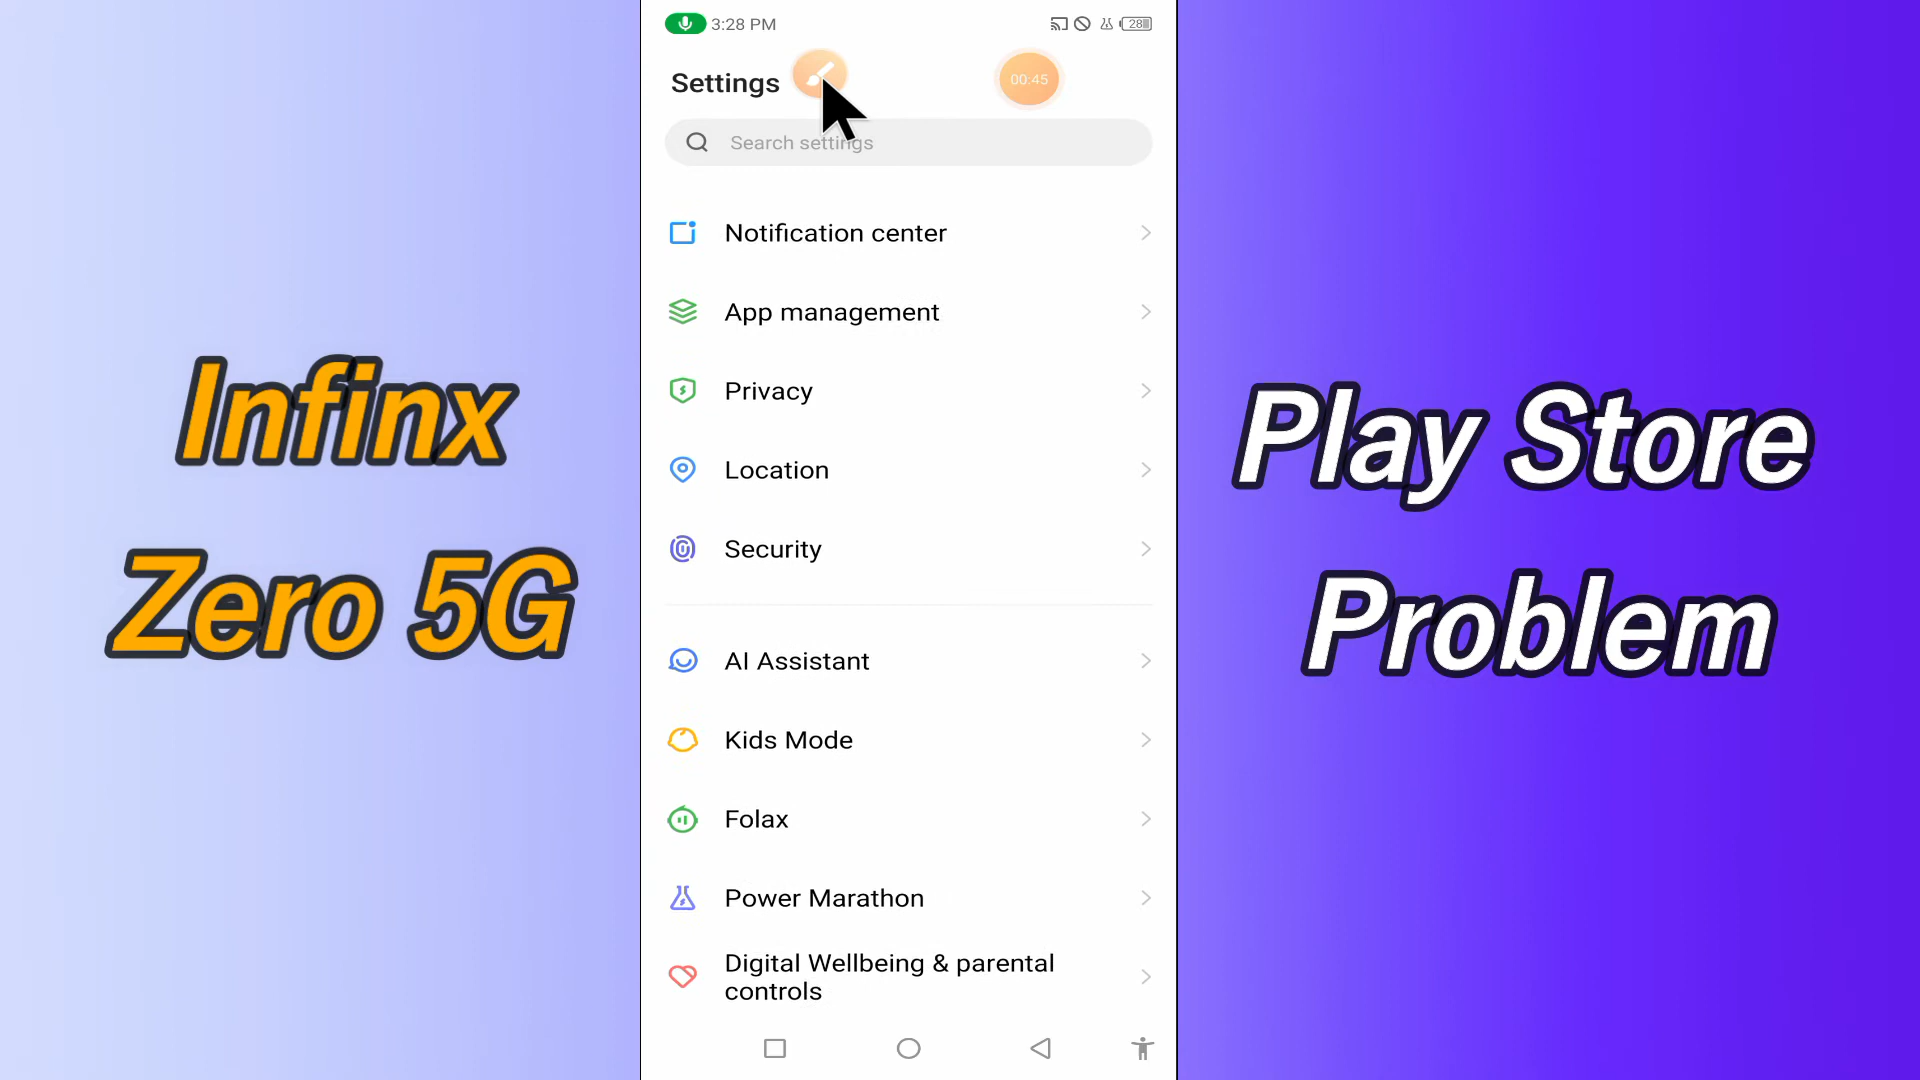 3:28 PM
28
Settings
00:45
Search settings
Notification center
App management
Privacy
Location
Security
AI Assistant
Kids Mode
Folax
Power Marathon
Digital Wellbeing & parental
controls
Infinx
Zero 5G
Play Store
Problem